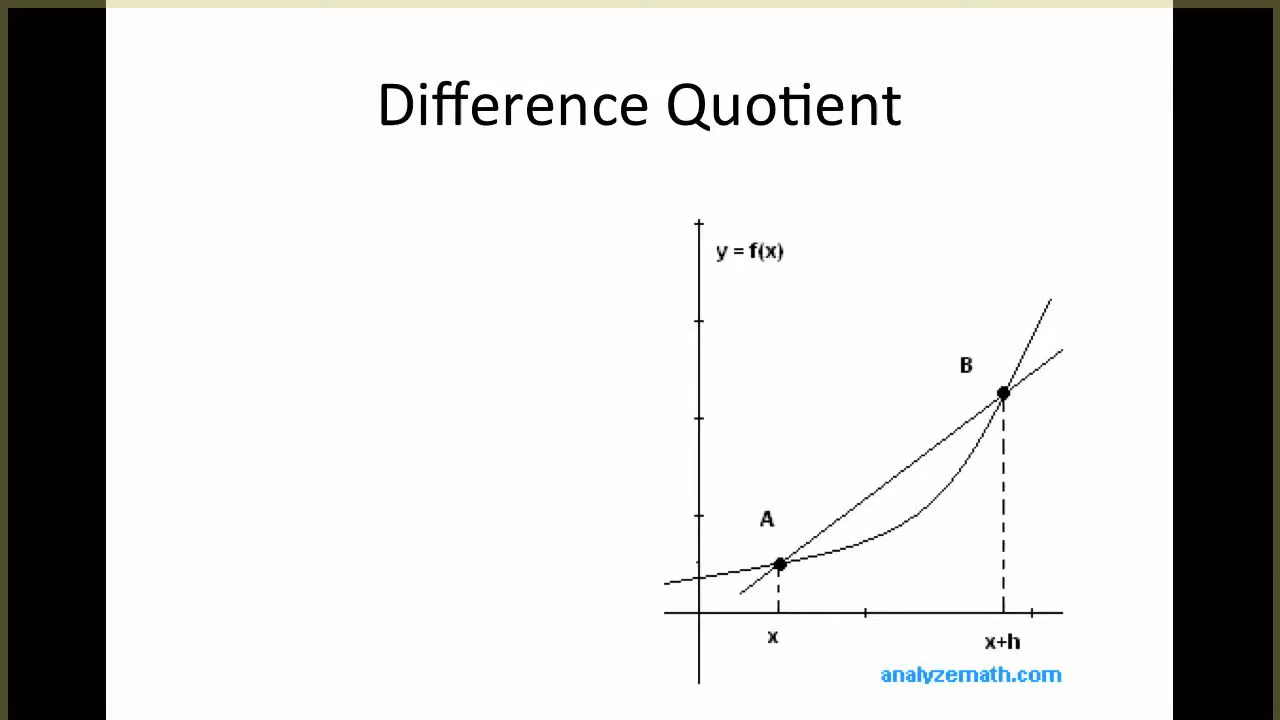 Difference Quotient
y = f(x)
B
A
x
x+h
analyzemath.com